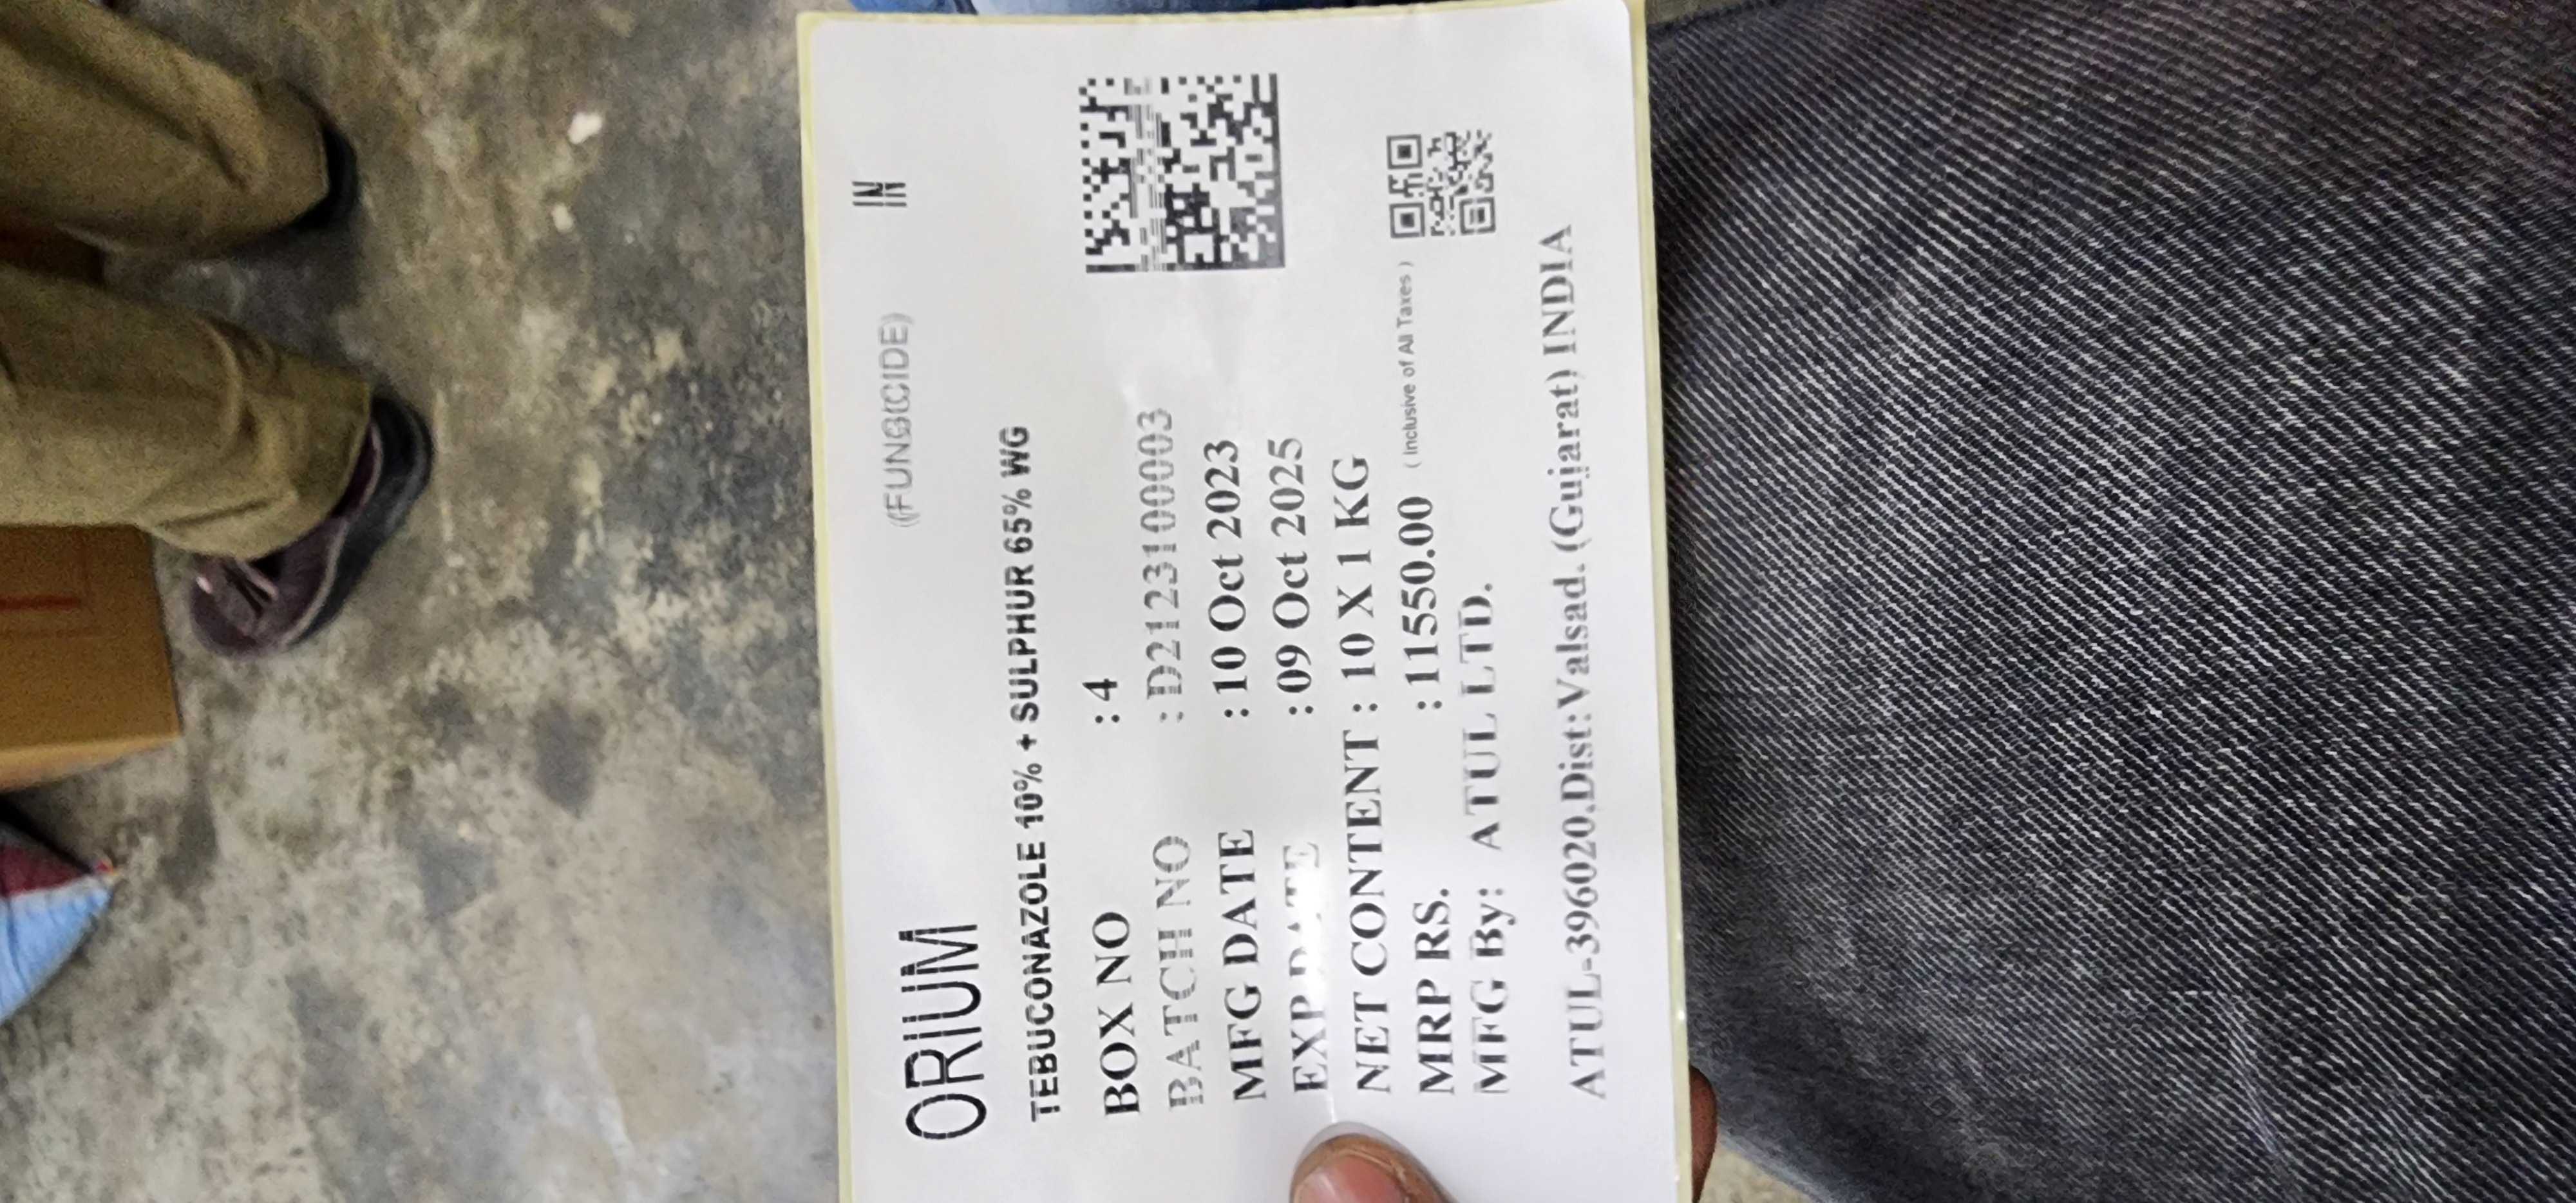 ORIUM (FUNGICIDE) IN
TEBUCONAZOLE 10% + SULPHUR 65% WG
BOX NO : 4
BATCH NO : D2123100003
MFG DATE : 10 Oct 2023
EXP DATE : 09 Oct 2025
NET CONTENT : 10 X 1 KG
MRP RS. : 11550.00 ( Inclusive of All Taxes )
MFG By: ATUL LTD.
ATUL-396020,Dist:Valsad. (Gujarat) INDIA